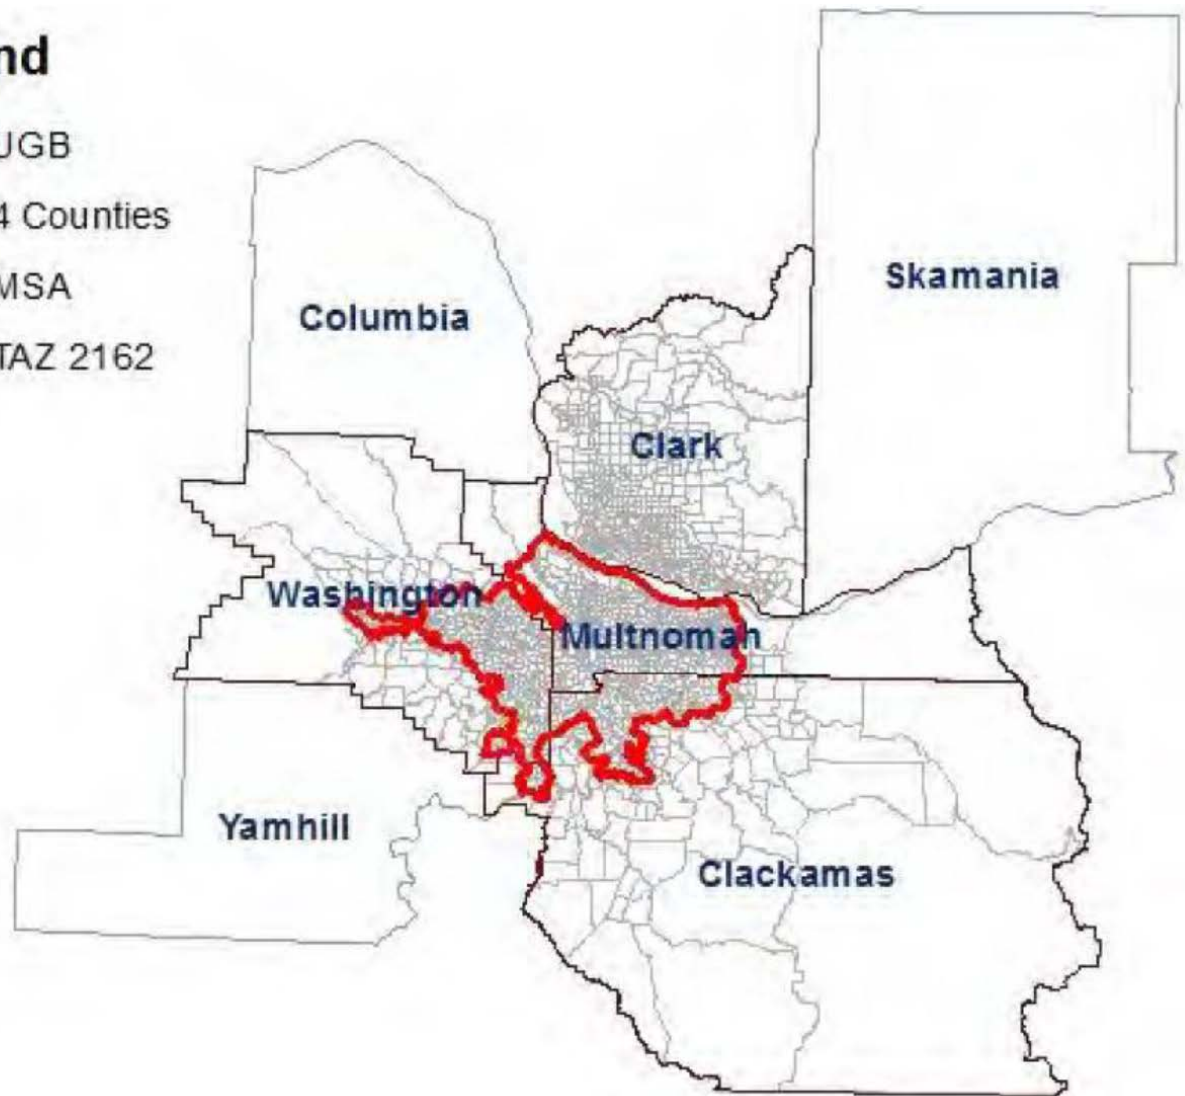 nd
UGB
4 Counties
MSA
TAZ 2162
Skamania
Columbia
Clark
Washington
Multnomah
Yamhill
Clackamas